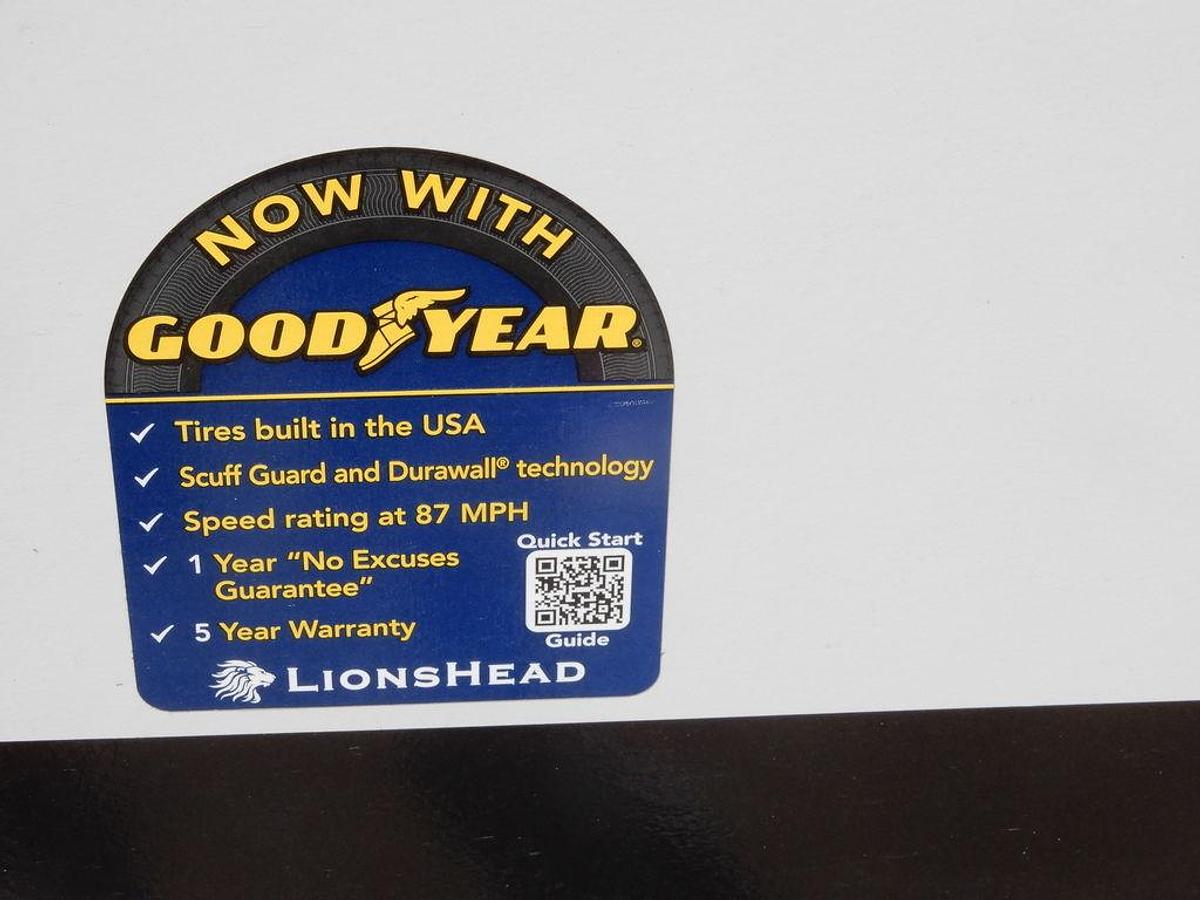 NOW WITH
GOODYEAR®
Tires built in the USA
Scuff Guard and Durawall® technology
Speed rating at 87 MPH
1 Year “No Excuses
Guarantee”
5 Year Warranty
Quick Start
Guide
LIONSHEAD